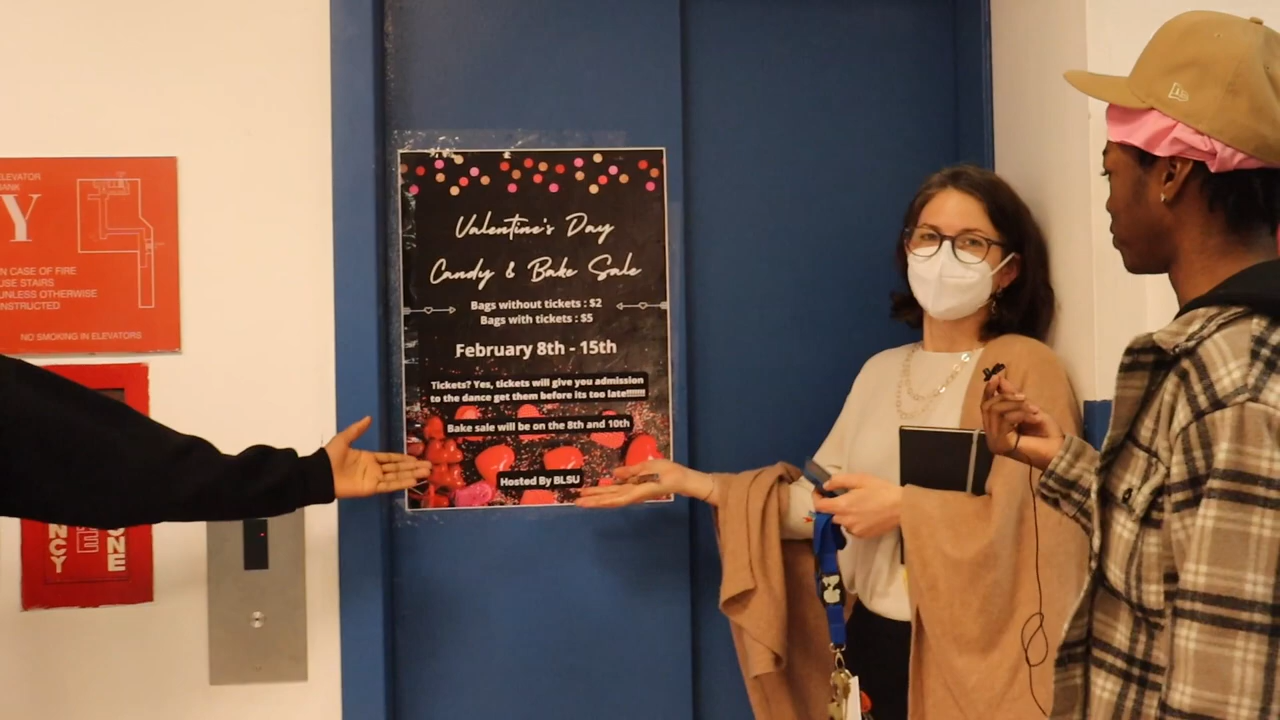 ELEVATOR
BANK
Y
N CASE OF FIRE
USE STAIRS
UNLESS OTHERWISE
NSTRUCTED
NO SMOKING IN ELEVATORS
NCY
ONE
Valentine's Day
Candy & Bake Sale
Bags without tickets : $2
Bags with tickets : $5
February 8th - 15th
Tickets? Yes, tickets will give you admission
to the dance get them before its too late!!!!!!!
Bake sale will be on the 8th and 10th
Hosted By BLSU